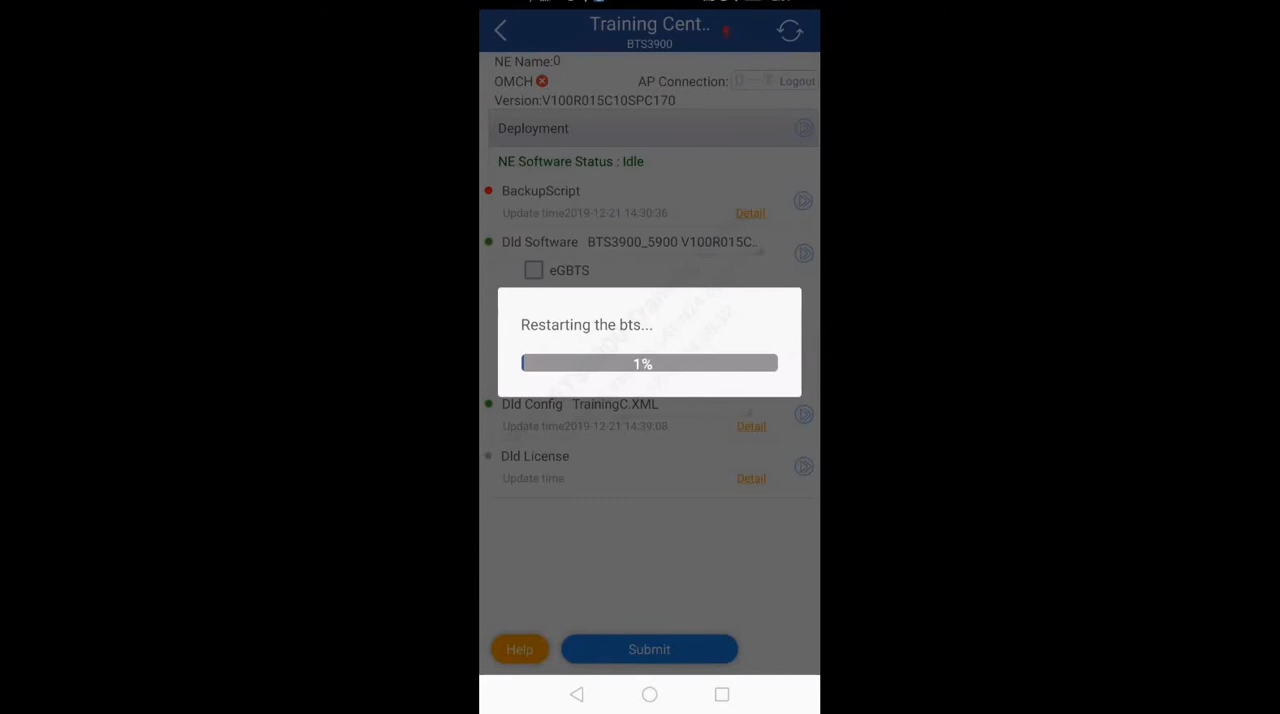 Training Cent..
BTS3900
NE Name:0
OMCH
AP Connection:
Logout
Version:V100R015C10SPC170
Deployment
NE Software Status : Idle
BackupScript
Update time2019-12-21 14:30:36
Detail
Dld Software BTS3900_5900 V100R015C..
eGBTS
Restarting the bts...
1%
Dld Config TrainingC.XML
Update time2019-12-21 14:39:08
Detail
Dld License
Update time
Detail
Help
Submit